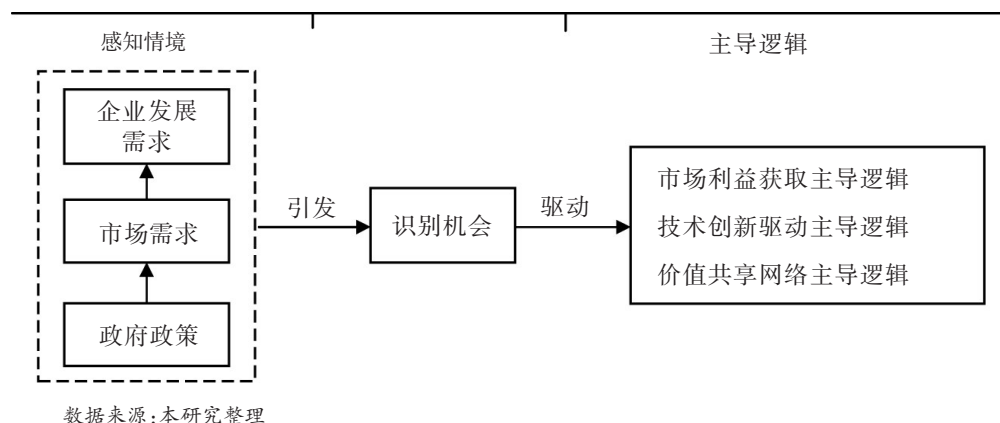 感知情境
主导逻辑
企业发展
需求
市场需求
政府政策
引发
识别机会
驱动
市场利益获取主导逻辑
技术创新驱动主导逻辑
价值共享网络主导逻辑
数据来源:本研究整理